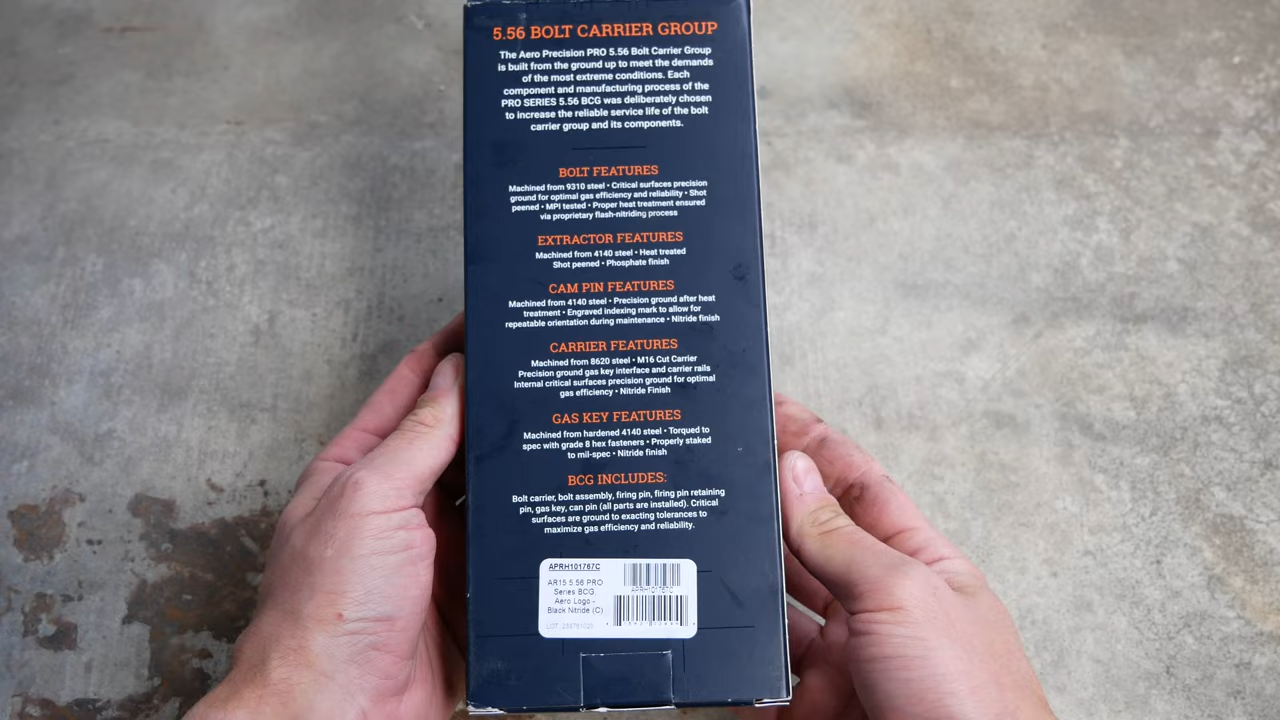 5.56 BOLT CARRIER GROUP
The Aero Precision PRO 5.56 Bolt Carrier Group
is built from the ground up to meet the demands
of the most extreme conditions. Each
component and manufacturing process of the
PRO SERIES 5.56 BCG was deliberately chosen
to increase the reliable service life of the bolt
carrier group and its components.
BOLT FEATURES
Machined from 9310 steel • Critical surfaces precision
ground for optimal gas efficiency and reliability • Shot
peened • MPI tested • Proper heat treatment ensured
via proprietary flash-nitriding process
EXTRACTOR FEATURES
Machined from 4140 steel • Heat treated
Shot peened • Phosphate finish
CAM PIN FEATURES
Machined from 4140 steel • Precision ground after heat
treatment • Engraved indexing mark to allow for
repeatable orientation during maintenance • Nitride finish
CARRIER FEATURES
Machined from 8620 steel • M16 Cut Carrier
Precision ground gas key interface and carrier rails
Internal critical surfaces precision ground for optimal
gas efficiency • Nitride Finish
GAS KEY FEATURES
Machined from hardened 4140 steel • Torqued to
spec with grade 8 hex fasteners • Properly staked
to mil-spec • Nitride finish
BCG INCLUDES:
Bolt carrier, bolt assembly, firing pin, firing pin retaining
pin, gas key, can pin (all parts are installed). Critical
surfaces are ground to exacting tolerances to
maximize gas efficiency and reliability.
APRH101767C
AR15 5.56 PRO
Series BCG,
Aero Logo -
Black Nitride (C)
LOT:
APRH101767C